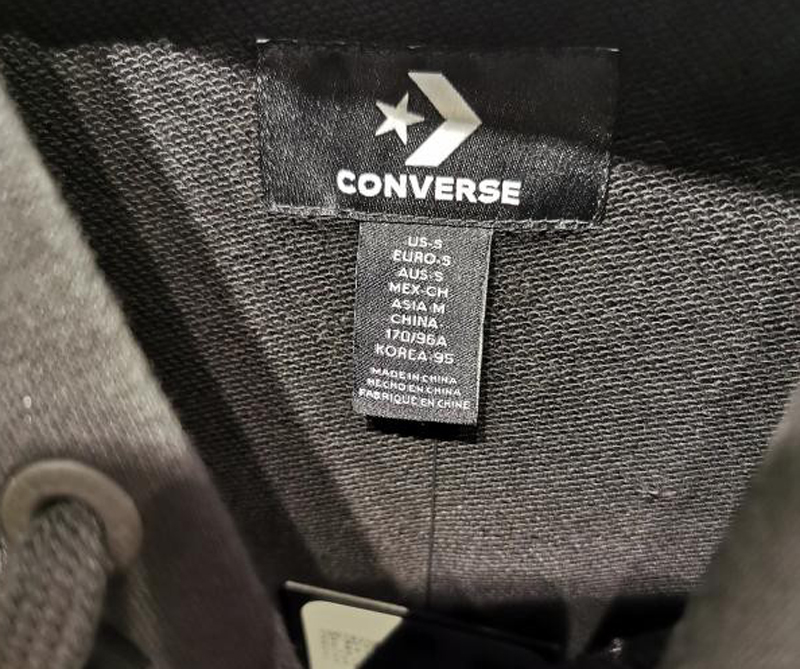 CONVERSE
US-S
EURO-S
AUS-S
MEX-CH
ASIA-M
CHINA
170/96A
KOREA-95
MADE IN CHINA
HECHO EN CHINA
FABRIQUÉ EN CHINE